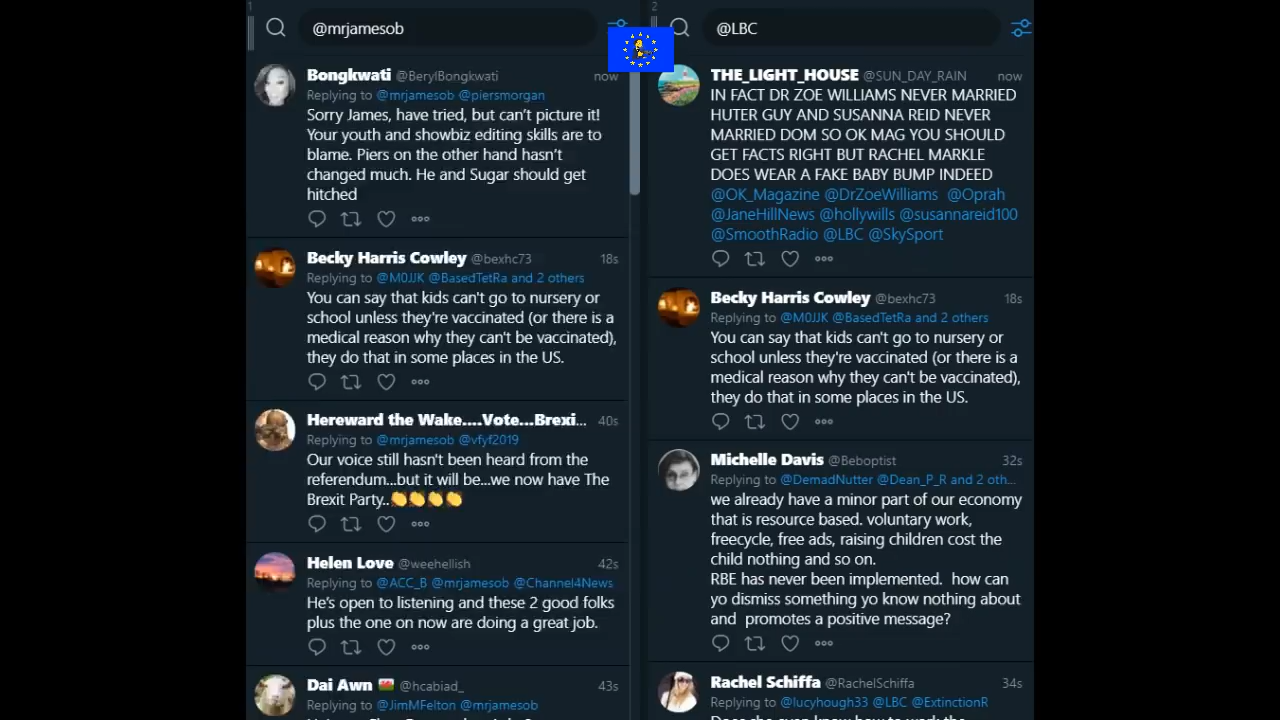 1
@mrjamesob
Bongkwati @BerylBongkwati now
Replying to @mrjamesob @piersmorgan
Sorry James, have tried, but can't picture it!
Your youth and showbiz editing skills are to
blame. Piers on the other hand hasn't
changed much. He and Sugar should get
hitched
Becky Harris Cowley @bexhc73 18s
Replying to @M0JJK @BasedTetRa and 2 others
You can say that kids can't go to nursery or
school unless they're vaccinated (or there is a
medical reason why they can't be vaccinated),
they do that in some places in the US.
Hereward the Wake....Vote...Brexi... 40s
Replying to @mrjamesob @vfyf2019
Our voice still hasn't been heard from the
referendum...but it will be...we now have The
Brexit Party..👏👏👏👏
Helen Love @weehellish 42s
Replying to @ACC_B @mrjamesob @Channel4News
He's open to listening and these 2 good folks
plus the one on now are doing a great job.
Dai Awn @hcabiad_ 43s
Replying to @JimMFelton @mrjamesob
2
@LBC
THE_LIGHT_HOUSE @SUN_DAY_RAIN now
IN FACT DR ZOE WILLIAMS NEVER MARRIED
HUTER GUY AND SUSANNA REID NEVER
MARRIED DOM SO OK MAG YOU SHOULD
GET FACTS RIGHT BUT RACHEL MARKLE
DOES WEAR A FAKE BABY BUMP INDEED
@OK_Magazine @DrZoeWilliams @Oprah
@JaneHillNews @hollywills @susannareid100
@SmoothRadio @LBC @SkySport
Becky Harris Cowley @bexhc73 18s
Replying to @M0JJK @BasedTetRa and 2 others
You can say that kids can't go to nursery or
school unless they're vaccinated (or there is a
medical reason why they can't be vaccinated),
they do that in some places in the US.
Michelle Davis @Beboptist 32s
Replying to @DemadNutter @Dean_P_R and 2 oth...
we already have a minor part of our economy
that is resource based. voluntary work,
freecycle, free ads, raising children cost the
child nothing and so on.
RBE has never been implemented. how can
yo dismiss something yo know nothing about
and promotes a positive message?
Rachel Schiffa @RachelSchiffa 34s
Replying to @lucyhough33 @LBC @ExtinctionR